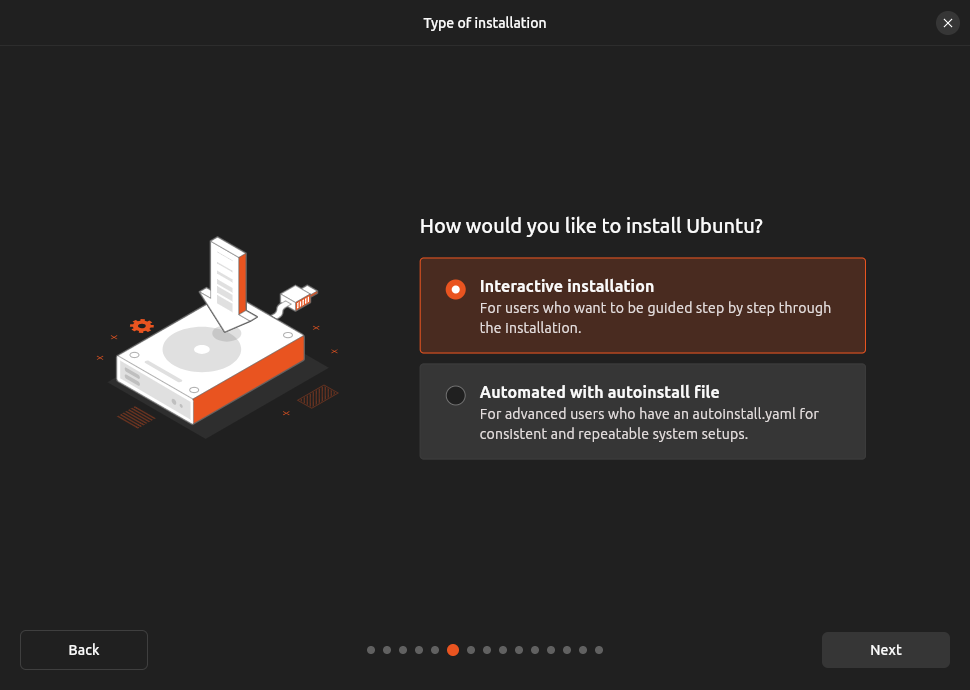 Type of installation
How would you like to install Ubuntu?
Interactive installation
For users who want to be guided step by step through
the installation.
Automated with autoinstall file
For advanced users who have an autoinstall.yaml for
consistent and repeatable system setups.
Back
Next